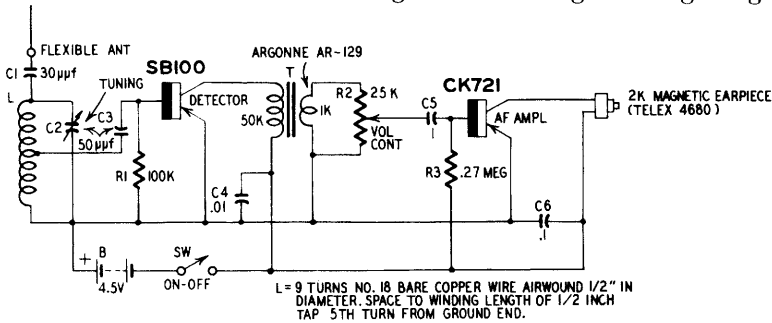 FLEXIBLE ANT
C1
30μμf
L
TUNING
C2
C3
50μμf
SB100
DETECTOR
R1
100K
ARGONNE AR-129
T
50K
1K
R2
25K
VOL
CONT
C4
.01
C5
.1
CK721
AF AMPL
R3
.27 MEG
2K MAGNETIC EARPIECE
(TELEX 4680)
C6
.1
+
B
4.5V
SW
ON-OFF
L=9 TURNS NO. 18 BARE COPPER WIRE AIRWOUND 1/2" IN
DIAMETER. SPACE TO WINDING LENGTH OF 1/2 INCH
TAP 5TH TURN FROM GROUND END.